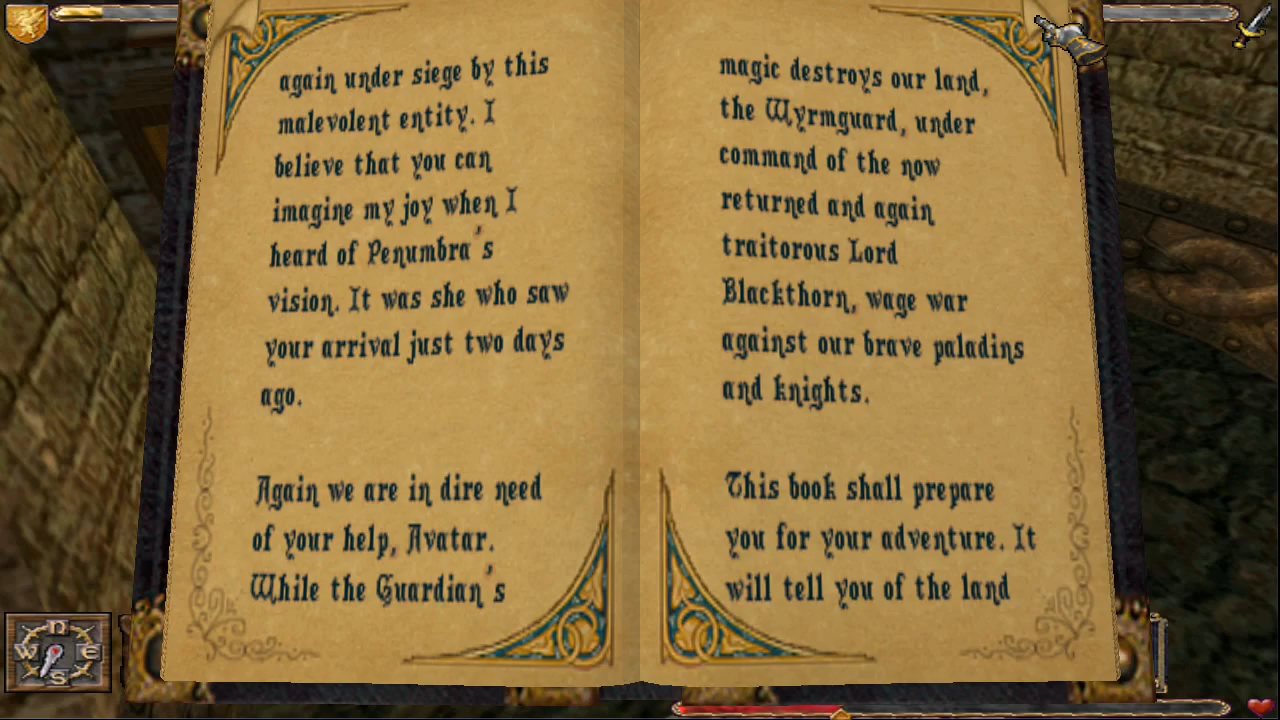 again under siege by this
malevolent entity. I
believe that you can
imagine my joy when I
heard of Penumbra's
vision. It was she who saw
your arrival just two days
ago.
Again we are in dire need
of your help, Avatar.
While the Guardian's
magic destroys our land,
the Wyrmguard, under
command of the now
returned and again
traitorous Lord
Blackthorn, wage war
against our brave paladins
and knights.
This book shall prepare
you for your adventure. It
will tell you of the land
n
W E
S